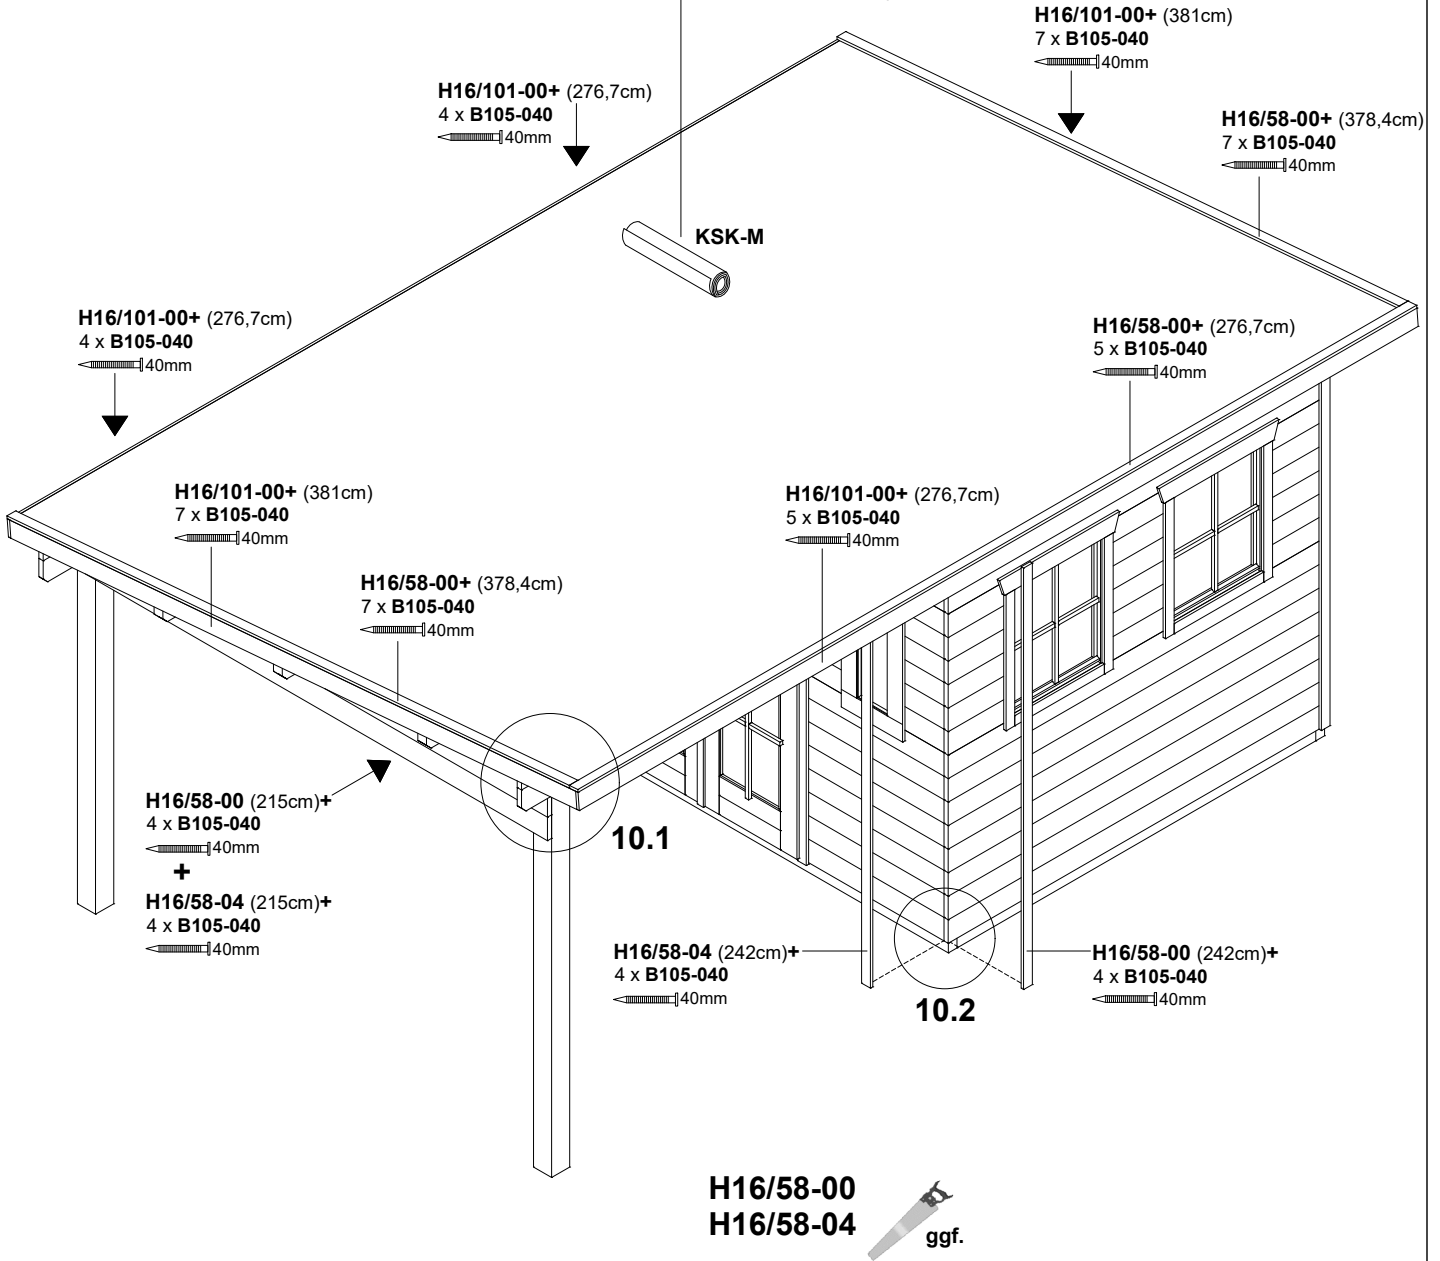 H16/101-00+ (381cm)
7 x B105-040
40mm
H16/101-00+ (276,7cm)
4 x B105-040
40mm
H16/58-00+ (378,4cm)
7 x B105-040
40mm
KSK-M
H16/101-00+ (276,7cm)
4 x B105-040
40mm
H16/58-00+ (276,7cm)
5 x B105-040
40mm
H16/101-00+ (381cm)
7 x B105-040
40mm
H16/101-00+ (276,7cm)
5 x B105-040
40mm
H16/58-00+ (378,4cm)
7 x B105-040
40mm
H16/58-00 (215cm)+
4 x B105-040
40mm
+
H16/58-04 (215cm)+
4 x B105-040
40mm
10.1
H16/58-04 (242cm)+
4 x B105-040
40mm
10.2
H16/58-00 (242cm)+
4 x B105-040
40mm
H16/58-00
H16/58-04
ggf.